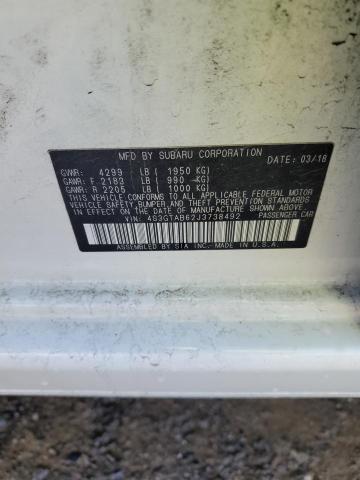 MFD BY SUBARU CORPORATION DATE: 03/18
GVWR: 4299 LB ( 1950 KG)
GAWR: F 2183 LB ( 990 KG)
GAWR: R 2205 LB ( 1000 KG)
THIS VEHICLE CONFORMS TO ALL APPLICABLE FEDERAL MOTOR
VEHICLE SAFETY, BUMPER, AND THEFT PREVENTION STANDARDS
IN EFFECT ON THE DATE OF MANUFACTURE SHOWN ABOVE.
VIN: 4S3GTAB62J3738492 PASSENGER CAR
ASSEMBLED BY SIA INC. IN U.S.A.